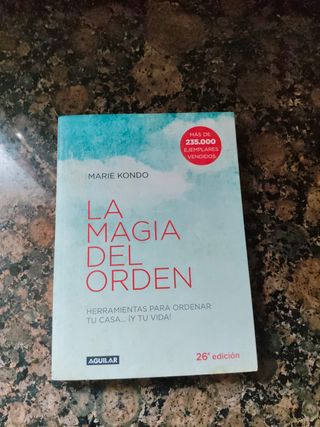 MÁS DE
235.000
EJEMPLARES
VENDIDOS
MARIE KONDO
LA
MAGIA
DEL
ORDEN
HERRAMIENTAS PARA ORDENAR
TU CASA... ¡Y TU VIDA!
AGUILAR
26ª edición